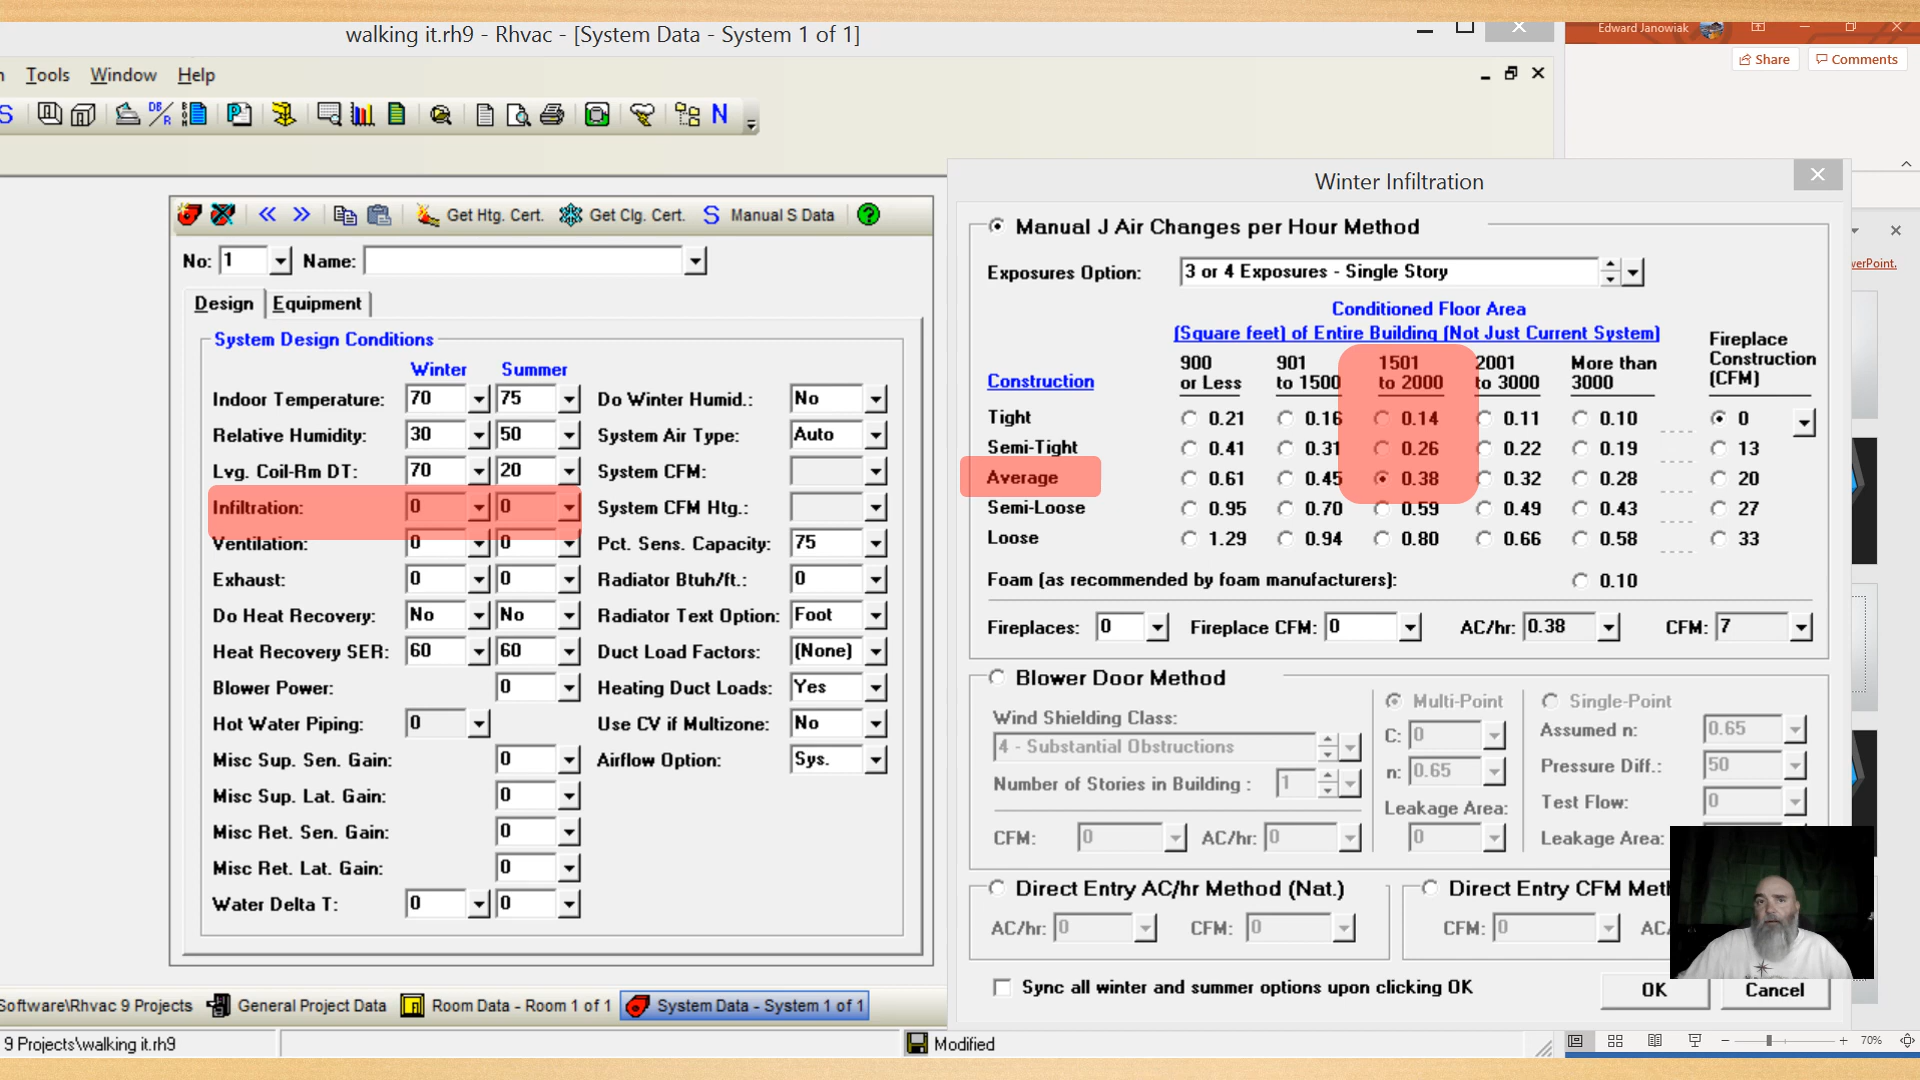 walking it.rh9 - Rhvac - [System Data - System 1 of 1]
Edward Janowiak
Share
Comments
Tools Window Help
S DB/R N
Winter Infiltration
Get Htg. Cert. Get Clg. Cert. S Manual S Data ?
No: 1 Name:
Design Equipment
System Design Conditions
Winter Summer
Indoor Temperature: 70 75 Do Winter Humid.: No
Relative Humidity: 30 50 System Air Type: Auto
Lvg. Coil-Rm DT: 70 20 System CFM:
Infiltration: 0 0 System CFM Htg.:
Ventilation: 0 0 Pct. Sens. Capacity: 75
Exhaust: 0 0 Radiator Btuh/ft.: 0
Do Heat Recovery: No No Radiator Text Option: Foot
Heat Recovery SER: 60 60 Duct Load Factors: (None)
Blower Power: 0 Heating Duct Loads: Yes
Hot Water Piping: 0 Use CV if Multizone: No
Misc Sup. Sen. Gain: 0 Airflow Option: Sys.
Misc Sup. Lat. Gain: 0
Misc Ret. Sen. Gain: 0
Misc Ret. Lat. Gain: 0
Water Delta T: 0 0
Manual J Air Changes per Hour Method
Exposures Option: 3 or 4 Exposures - Single Story
Conditioned Floor Area
(Square feet) of Entire Building (Not Just Current System)
Construction
900 or Less
901 to 1500
1501 to 2000
2001 to 3000
More than 3000
Fireplace Construction (CFM)
Tight 0.21 0.16 0.14 0.11 0.10 0
Semi-Tight 0.41 0.31 0.26 0.22 0.19 13
Average 0.61 0.45 0.38 0.32 0.28 20
Semi-Loose 0.95 0.70 0.59 0.49 0.43 27
Loose 1.29 0.94 0.80 0.66 0.58 33
Foam (as recommended by foam manufacturers): 0.10
Fireplaces: 0 Fireplace CFM: 0 AC/hr: 0.38 CFM: 7
Blower Door Method
Wind Shielding Class:
4 - Substantial Obstructions
Number of Stories in Building : 1
CFM: 0 AC/hr: 0
Multi-Point
C: 0
n: 0.65
Leakage Area:
0
Single-Point
Assumed n: 0.65
Pressure Diff.: 50
Test Flow: 0
Leakage Area:
Direct Entry AC/hr Method (Nat.)
AC/hr: 0 CFM: 0
Direct Entry CFM Met
CFM: 0 AC
Sync all winter and summer options upon clicking OK
OK Cancel
verPoint.
Software\Rhvac 9 Projects General Project Data Room Data - Room 1 of 1 System Data - System 1 of 1
9 Projects\walking it.rh9 Modified
70%